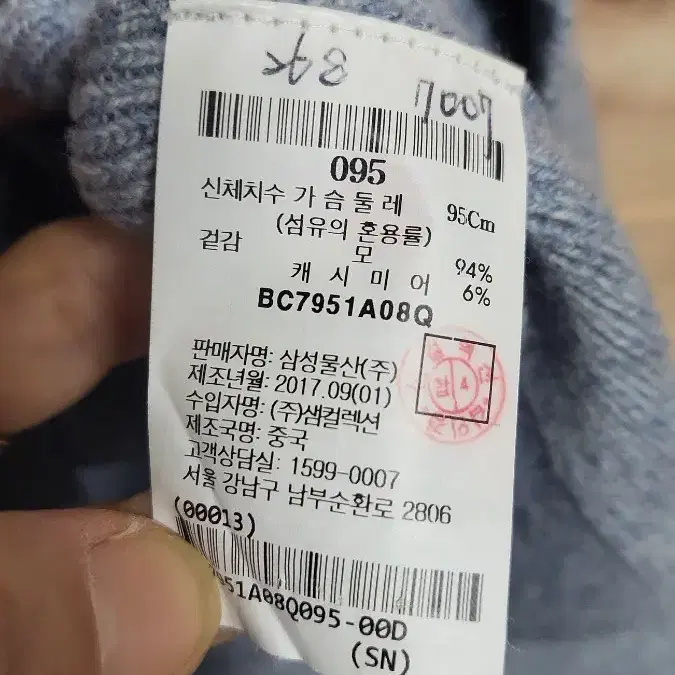 095
신체치수 가슴둘레 95Cm
(섬유의 혼용률)
겉감 모 94%
캐시미어 6%
BC7951A08Q
판매자명: 삼성물산(주)
제조년월: 2017.09(01)
수입자명: (주)샘컬렉션
제조국명: 중국
고객상담실: 1599-0007
서울 강남구 남부순환로 2806
(00013)
7951A08Q095-00D
(SN)